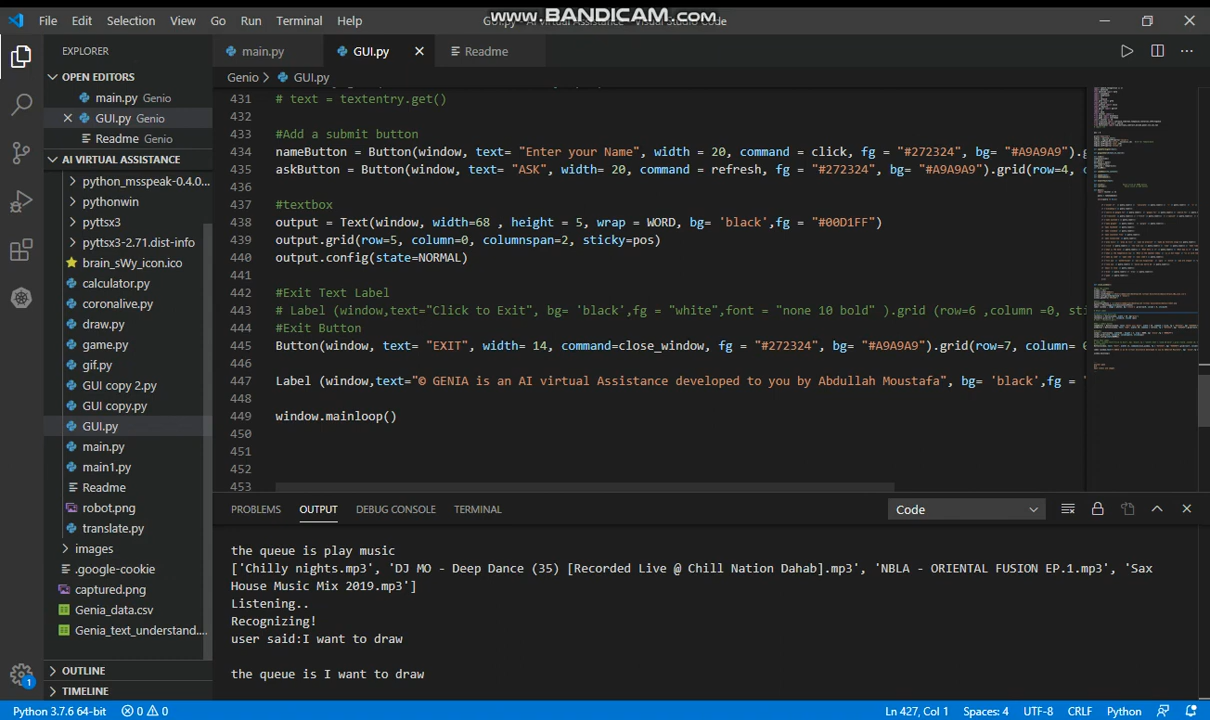 File Edit Selection View Go Run Terminal Help
www.BANDICAM.com
EXPLORER
OPEN EDITORS
main.py Genio
GUI.py Genio
Readme Genio
AI VIRTUAL ASSISTANCE
python_msspeak-0.4.0...
pythonwin
pyttsx3
pyttsx3-2.71.dist-info
brain_sWy_icon.ico
calculator.py
coronalive.py
draw.py
game.py
gif.py
GUI copy 2.py
GUI copy.py
GUI.py
main.py
main1.py
Readme
robot.png
translate.py
images
.google-cookie
captured.png
Genia_data.csv
Genia_text_understand....
OUTLINE
TIMELINE
main.py GUI.py Readme
Genio > GUI.py
431 # text = textentry.get()
432
433 #Add a submit button
434 nameButton = Button(window, text= "Enter your Name", width = 20, command = click, fg = "#272324", bg= "#A9A9A9").g
435 askButton = Button(window, text= "ASK", width= 20, command = refresh, fg = "#272324", bg= "#A9A9A9").grid(row=4, c
436
437 #textbox
438 output = Text(window, width=68 , height = 5, wrap = WORD, bg= 'black',fg = "#00D1FF")
439 output.grid(row=5, column=0, columnspan=2, sticky=pos)
440 output.config(state=NORMAL)
441
442 #Exit Text Label
443 # Label (window,text="Click to Exit", bg= 'black',fg = "white",font = "none 10 bold" ).grid (row=6 ,column =0, sti
444 #Exit Button
445 Button(window, text= "EXIT", width= 14, command=close_window, fg = "#272324", bg= "#A9A9A9").grid(row=7, column= 0
446
447 Label (window,text="© GENIA is an AI virtual Assistance developed to you by Abdullah Moustafa", bg= 'black',fg = "
448
449 window.mainloop()
450
451
452
453
PROBLEMS OUTPUT DEBUG CONSOLE TERMINAL Code
the queue is play music
['Chilly nights.mp3', 'DJ MO - Deep Dance (35) [Recorded Live @ Chill Nation Dahab].mp3', 'NBLA - ORIENTAL FUSION EP.1.mp3', 'Sax
House Music Mix 2019.mp3']
Listening..
Recognizing!
user said:I want to draw
the queue is I want to draw
1
Python 3.7.6 64-bit 0 0 Ln 427, Col 1 Spaces: 4 UTF-8 CRLF Python